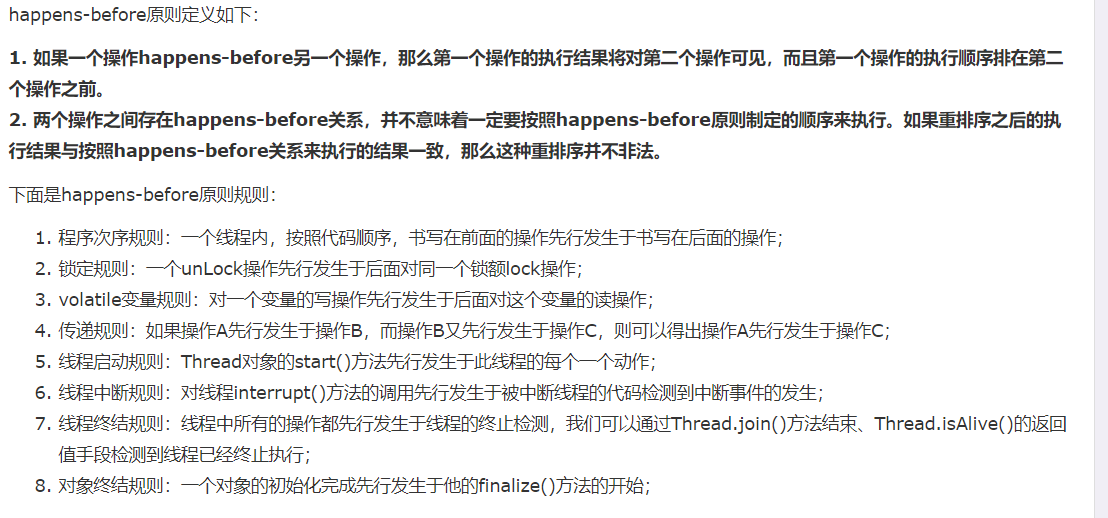 happens-before原则定义如下：
1. 如果一个操作happens-before另一个操作，那么第一个操作的执行结果将对第二个操作可见，而且第一个操作的执行顺序排在第二
个操作之前。
2. 两个操作之间存在happens-before关系，并不意味着一定要按照happens-before原则制定的顺序来执行。如果重排序之后的执
行结果与按照happens-before关系来执行的结果一致，那么这种重排序并不非法。
下面是happens-before原则规则：
1. 程序次序规则：一个线程内，按照代码顺序，书写在前面的操作先行发生于书写在后面的操作；
2. 锁定规则：一个unLock操作先行发生于后面对同一个锁额lock操作；
3. volatile变量规则：对一个变量的写操作先行发生于后面对这个变量的读操作；
4. 传递规则：如果操作A先行发生于操作B，而操作B又先行发生于操作C，则可以得出操作A先行发生于操作C；
5. 线程启动规则：Thread对象的start()方法先行发生于此线程的每个一个动作；
6. 线程中断规则：对线程interrupt()方法的调用先行发生于被中断线程的代码检测到中断事件的发生；
7. 线程终结规则：线程中所有的操作都先行发生于线程的终止检测，我们可以通过Thread.join()方法结束、Thread.isAlive()的返回
值手段检测到线程已经终止执行；
8. 对象终结规则：一个对象的初始化完成先行发生于他的finalize()方法的开始；